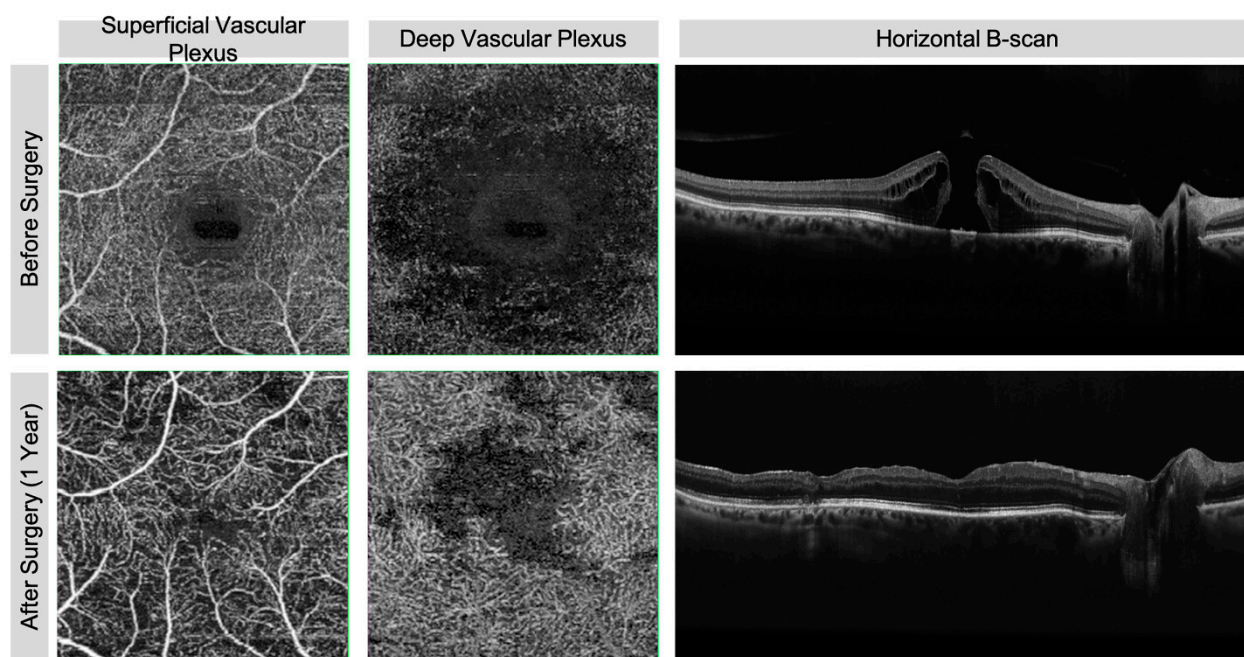 Superficial Vascular
Plexus
Deep Vascular Plexus
Horizontal B-scan
Before Surgery
After Surgery (1 Year)